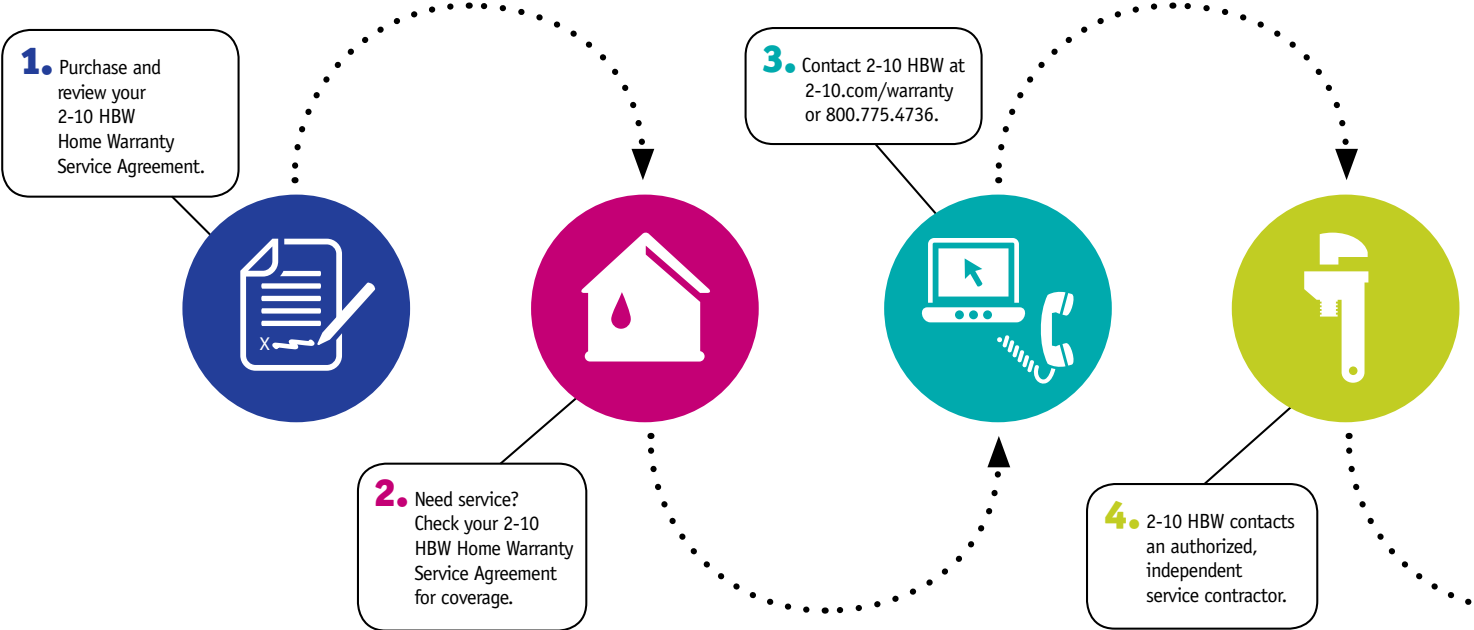 1. Purchase and
review your
2-10 HBW
Home Warranty
Service Agreement.
X
2. Need service?
Check your 2-10
HBW Home Warranty
Service Agreement
for coverage.
3. Contact 2-10 HBW at
2-10.com/warranty
or 800.775.4736.
4. 2-10 HBW contacts
an authorized,
independent
service contractor.